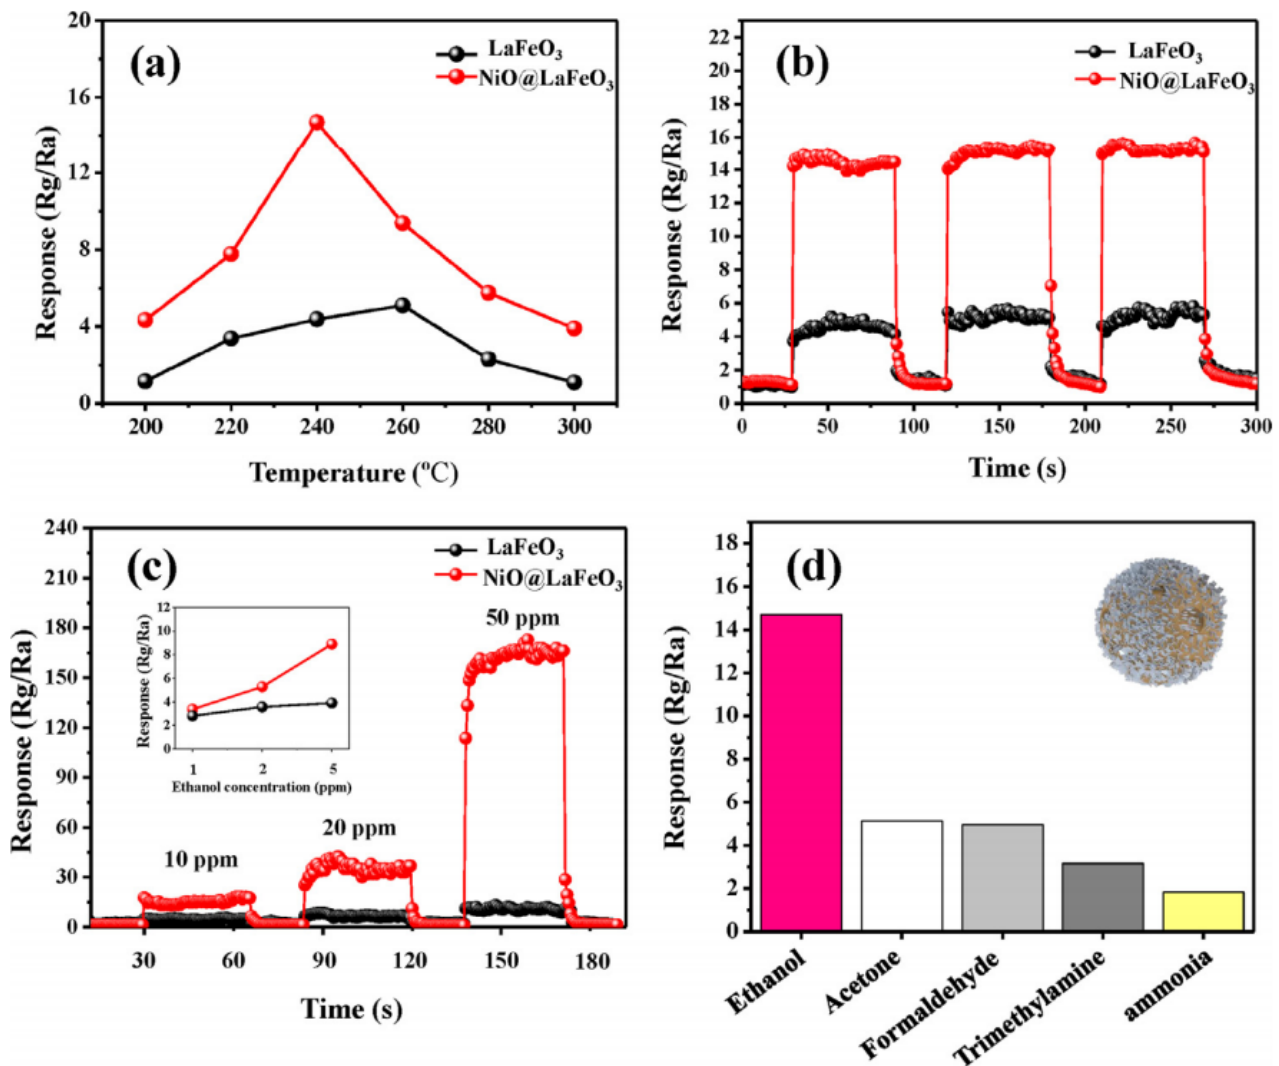 (a)
LaFeO3
NiO@LaFeO3
20
16
12
8
4
0
Response (Rg/Ra)
200 220 240 260 280 300
Temperature (°C)
(b)
LaFeO3
NiO@LaFeO3
22
20
18
16
14
12
10
8
6
4
2
0
Response (Rg/Ra)
0 50 100 150 200 250 300
Time (s)
(c)
LaFeO3
NiO@LaFeO3
240
210
180
150
120
90
60
30
0
Response (Rg/Ra)
12
10
8
6
4
2
0
Response (Rg/Ra)
1 2 5
Ethanol concentration (ppm)
10 ppm
20 ppm
50 ppm
30 60 90 120 150 180
Time (s)
(d)
18
16
14
12
10
8
6
4
2
0
Response (Rg/Ra)
Ethanol
Acetone
Formaldehyde
Trimethylamine
ammonia